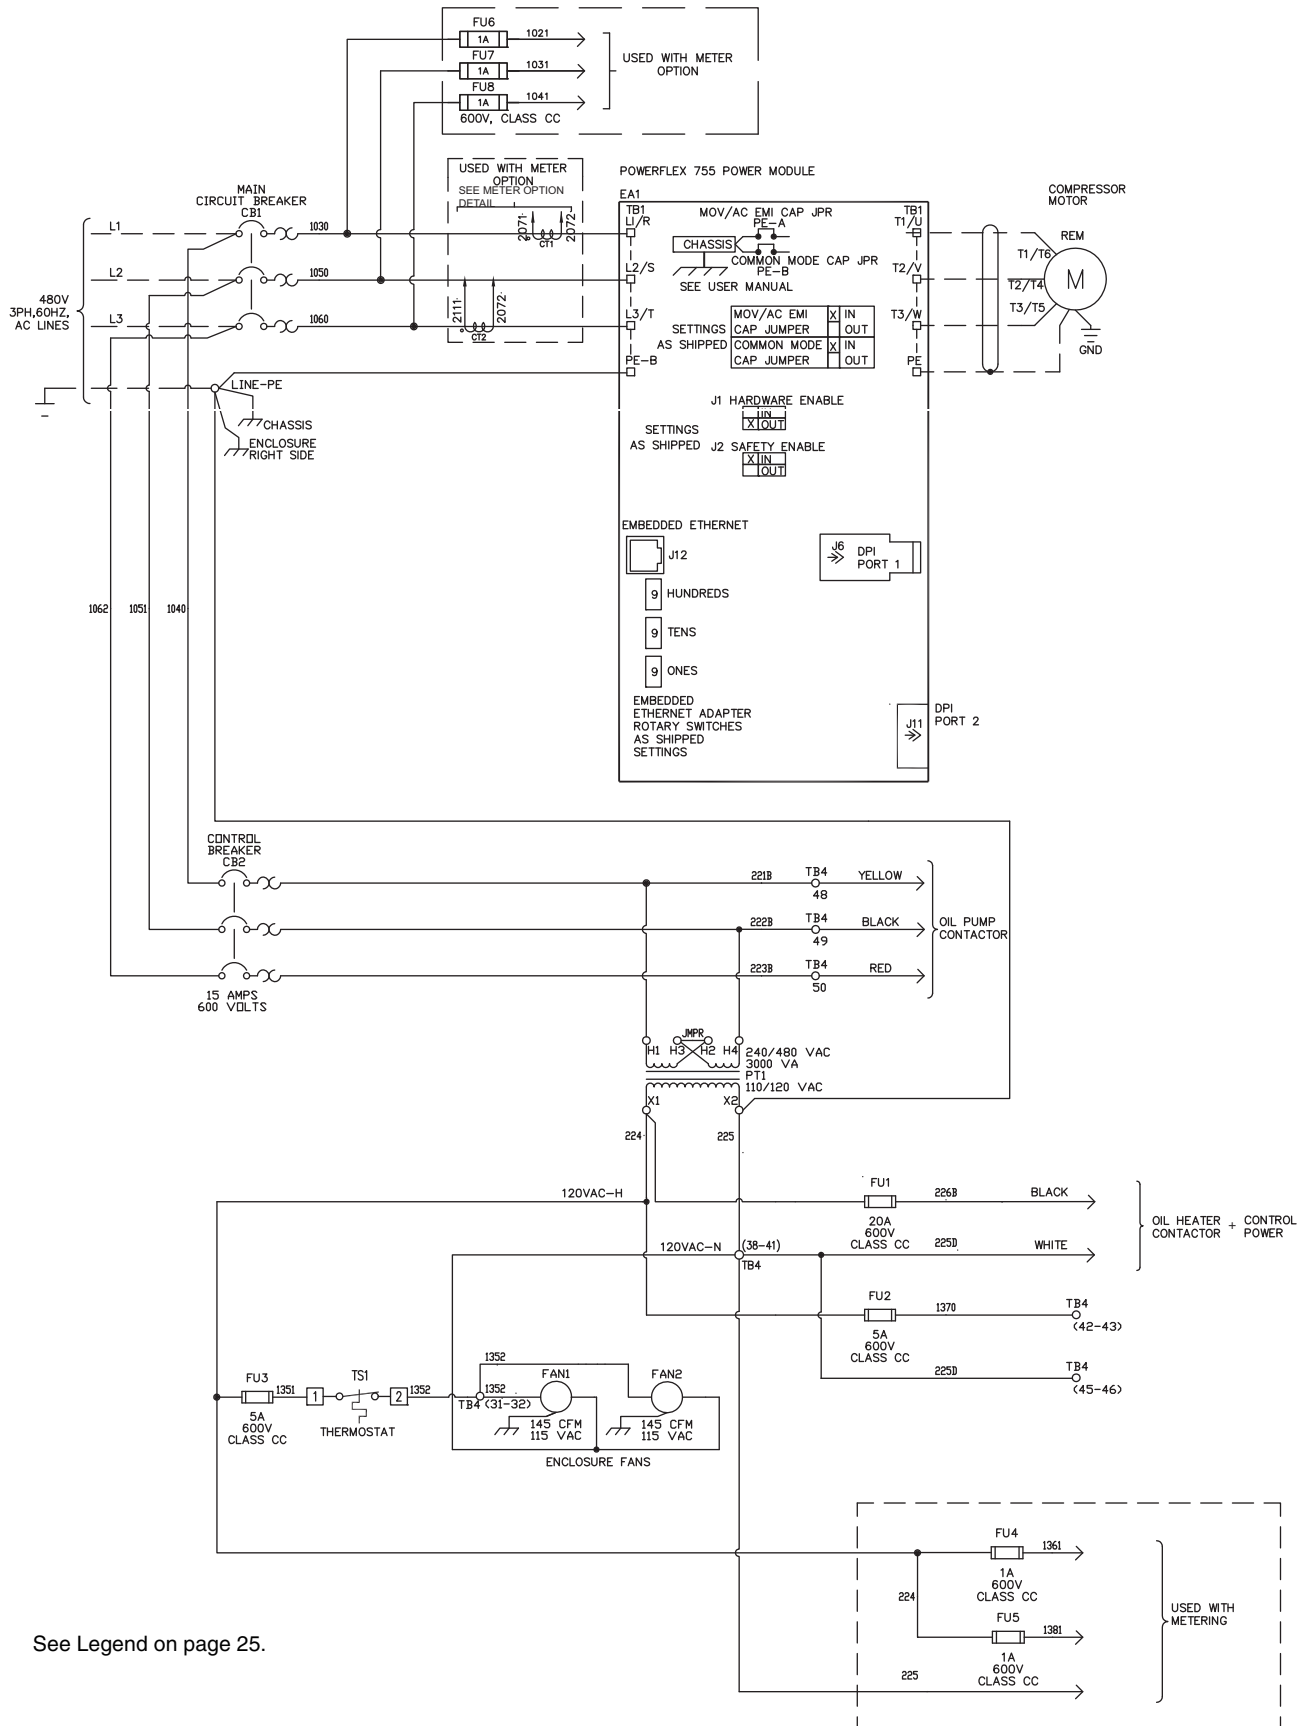 FU6
1A
1021
FU7
1A
1031
FU8
1A
1041
600V, CLASS CC
USED WITH METER
OPTION
USED WITH METER
OPTION
SEE METER OPTION
DETAIL
2071
2072
CT1
2111
2072
CT2
MAIN
CIRCUIT BREAKER
CB1
L1
1030
L2
1050
L3
1060
480V
3PH,60HZ,
AC LINES
LINE-PE
CHASSIS
ENCLOSURE
RIGHT SIDE
POWERFLEX 755 POWER MODULE
EA1
TB1
L1/R
L2/S
L3/T
PE-B
MOV/AC EMI CAP JPR
PE-A
CHASSIS
COMMON MODE CAP JPR
PE-B
SEE USER MANUAL
SETTINGS
AS SHIPPED
MOV/AC EMI
CAP JUMPER
X IN
OUT
COMMON MODE
CAP JUMPER
X IN
OUT
TB1
T1/U
T2/V
T3/W
PE
COMPRESSOR
MOTOR
REM
M
T1/T6
T2/T4
T3/T5
GND
J1 HARDWARE ENABLE
IN
X OUT
SETTINGS
AS SHIPPED
J2 SAFETY ENABLE
X IN
OUT
EMBEDDED ETHERNET
J12
9 HUNDREDS
9 TENS
9 ONES
EMBEDDED
ETHERNET ADAPTER
ROTARY SWITCHES
AS SHIPPED
SETTINGS
J6
DPI
PORT 1
J11
DPI
PORT 2
1062
1051
1040
CONTROL
BREAKER
CB2
15 AMPS
600 VOLTS
221B
TB4
48
YELLOW
222B
TB4
49
BLACK
223B
TB4
50
RED
OIL PUMP
CONTACTOR
JMPR
H1
H3
H2
H4
240/480 VAC
3000 VA
PT1
110/120 VAC
X1
X2
224
225
120VAC-H
120VAC-N
(38-41)
TB4
FU1
20A
600V
CLASS CC
226B
BLACK
225D
WHITE
OIL HEATER + CONTROL
CONTACTOR POWER
FU2
5A
600V
CLASS CC
1370
TB4
(42-43)
225D
TB4
(45-46)
FU3
5A
600V
CLASS CC
1351
1
TS1
2
THERMOSTAT
1352
TB4 (31-32)
1352
1352
FAN1
145 CFM
115 VAC
FAN2
145 CFM
115 VAC
ENCLOSURE FANS
FU4
1A
600V
CLASS CC
1361
224
FU5
1A
600V
CLASS CC
1381
225
USED WITH
METERING
See Legend on page 25.